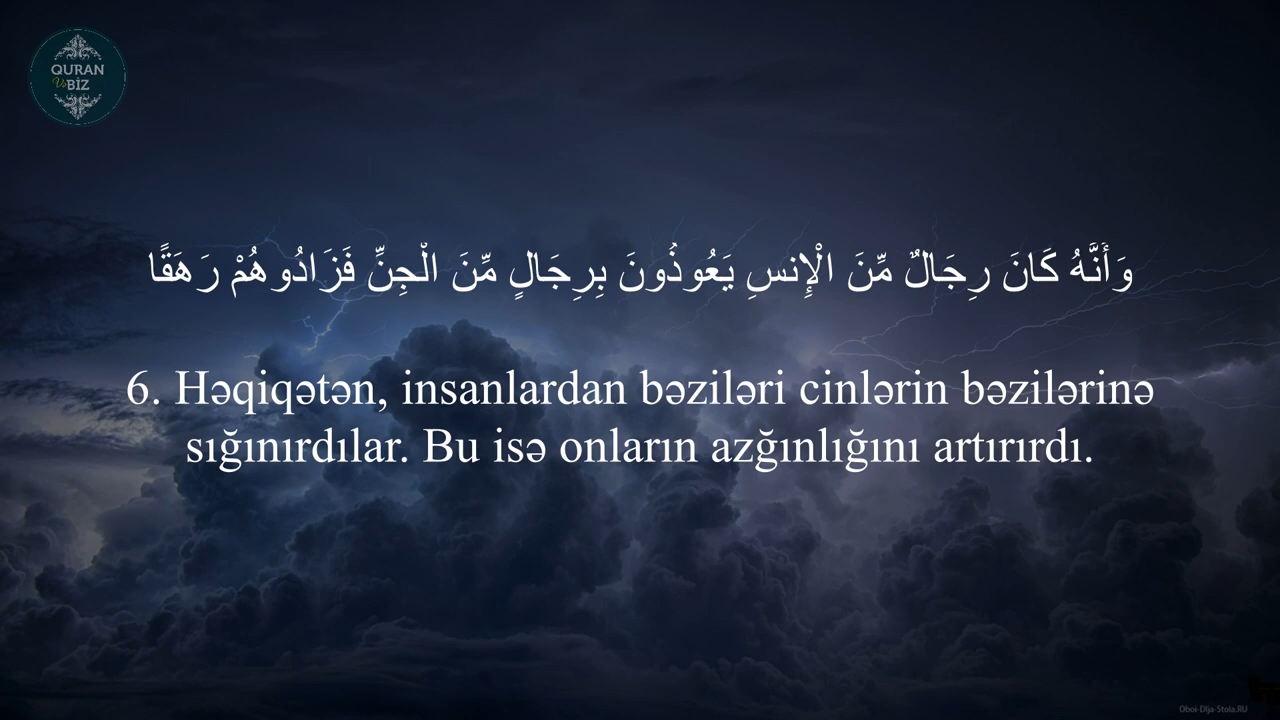 QURAN
Və BİZ
وَأَنَّهُ كَانَ رِجَالٌ مِّنَ الْإِنسِ يَعُوذُونَ بِرِجَالٍ مِّنَ الْجِنِّ فَزَادُوهُمْ رَهَقًا
6. Həqiqətən, insanlardan bəziləri cinlərin bəzilərinə
sığınırdılar. Bu isə onların azğınlığını artırırdı.
Oboi-Dlja-Stola.RU